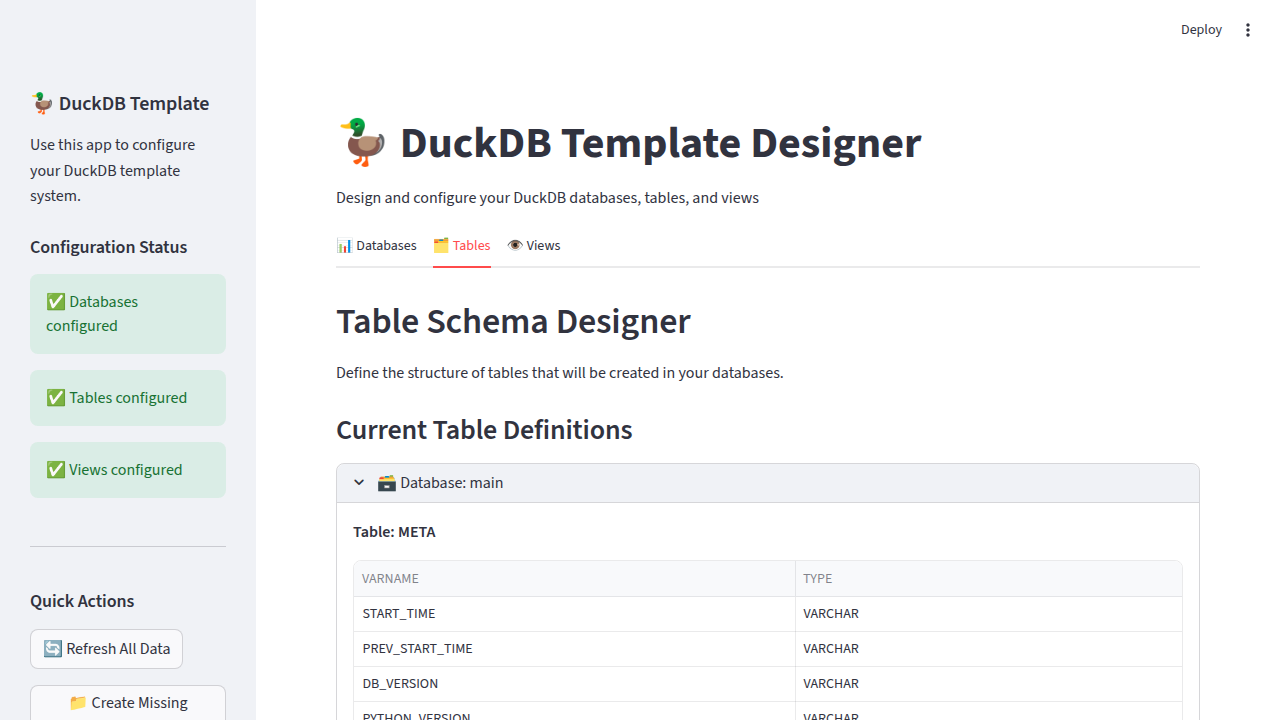 Deploy
DuckDB Template
Use this app to configure
your DuckDB template
system.
Configuration Status
Databases
configured
Tables configured
Views configured
Quick Actions
Refresh All Data
Create Missing
DuckDB Template Designer
Design and configure your DuckDB databases, tables, and views
Databases Tables Views
Table Schema Designer
Define the structure of tables that will be created in your databases.
Current Table Definitions
Database: main
Table: META
VARNAME TYPE
START_TIME VARCHAR
PREV_START_TIME VARCHAR
DB_VERSION VARCHAR
PYTHON_VERSION VARCHAR